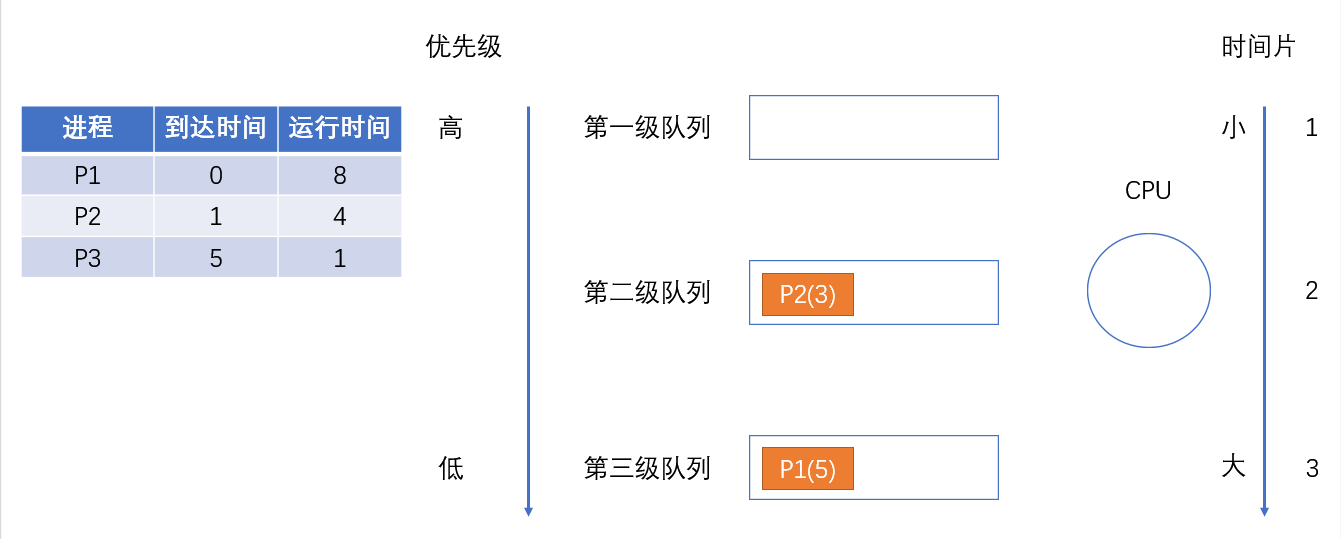 优先级
时间片
进程 到达时间 运行时间
P1 0 8
P2 1 4
P3 5 1
高
第一级队列
小
1
CPU
第二级队列
P2(3)
2
低
第三级队列
P1(5)
大
3